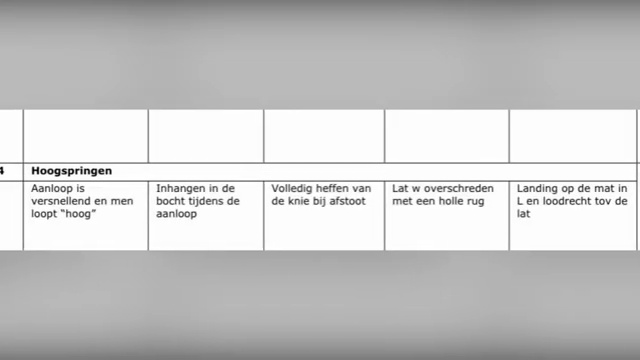 4 Hoogspringen
Aanloop is
versnellend en men
loopt “hoog”
Inhangen in de
bocht tijdens de
aanloop
Volledig heffen van
de knie bij afstoot
Lat w overschreden
met een holle rug
Landing op de mat in
L en loodrecht tov de
lat